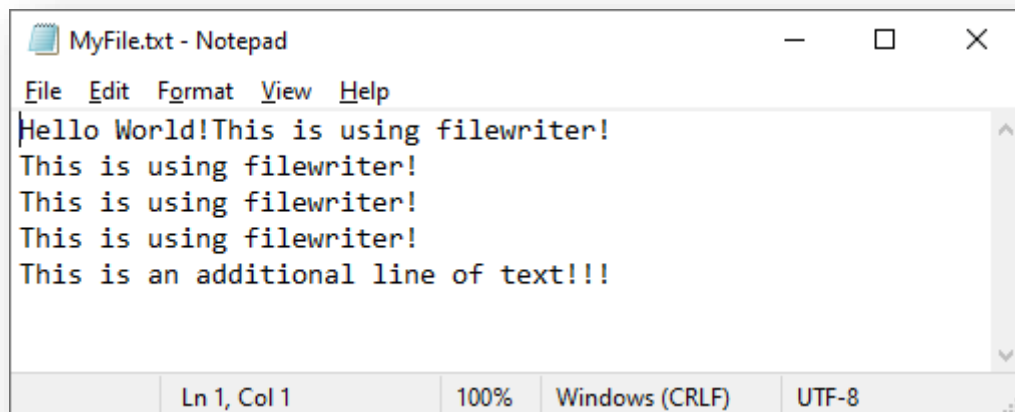 MyFile.txt - Notepad
File Edit Format View Help
Hello World!This is using filewriter!
This is using filewriter!
This is using filewriter!
This is using filewriter!
This is an additional line of text!!!
Ln 1, Col 1 100% Windows (CRLF) UTF-8